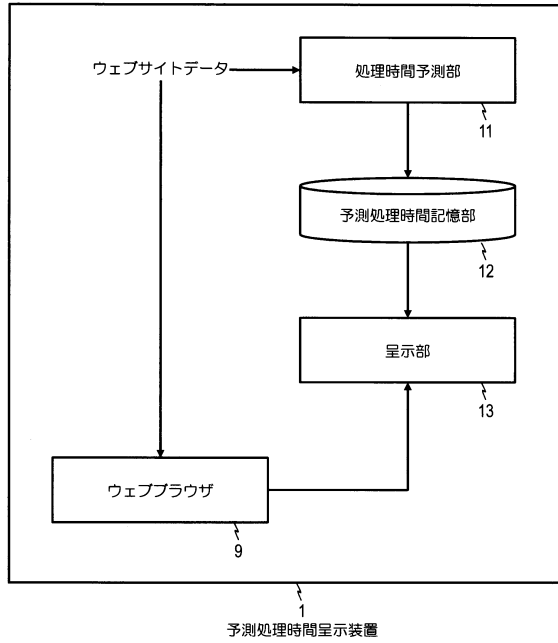 ウェブサイトデータ
処理時間予測部
11
予測処理時間記憶部
12
呈示部
13
ウェブブラウザ
9
1
予測処理時間呈示装置